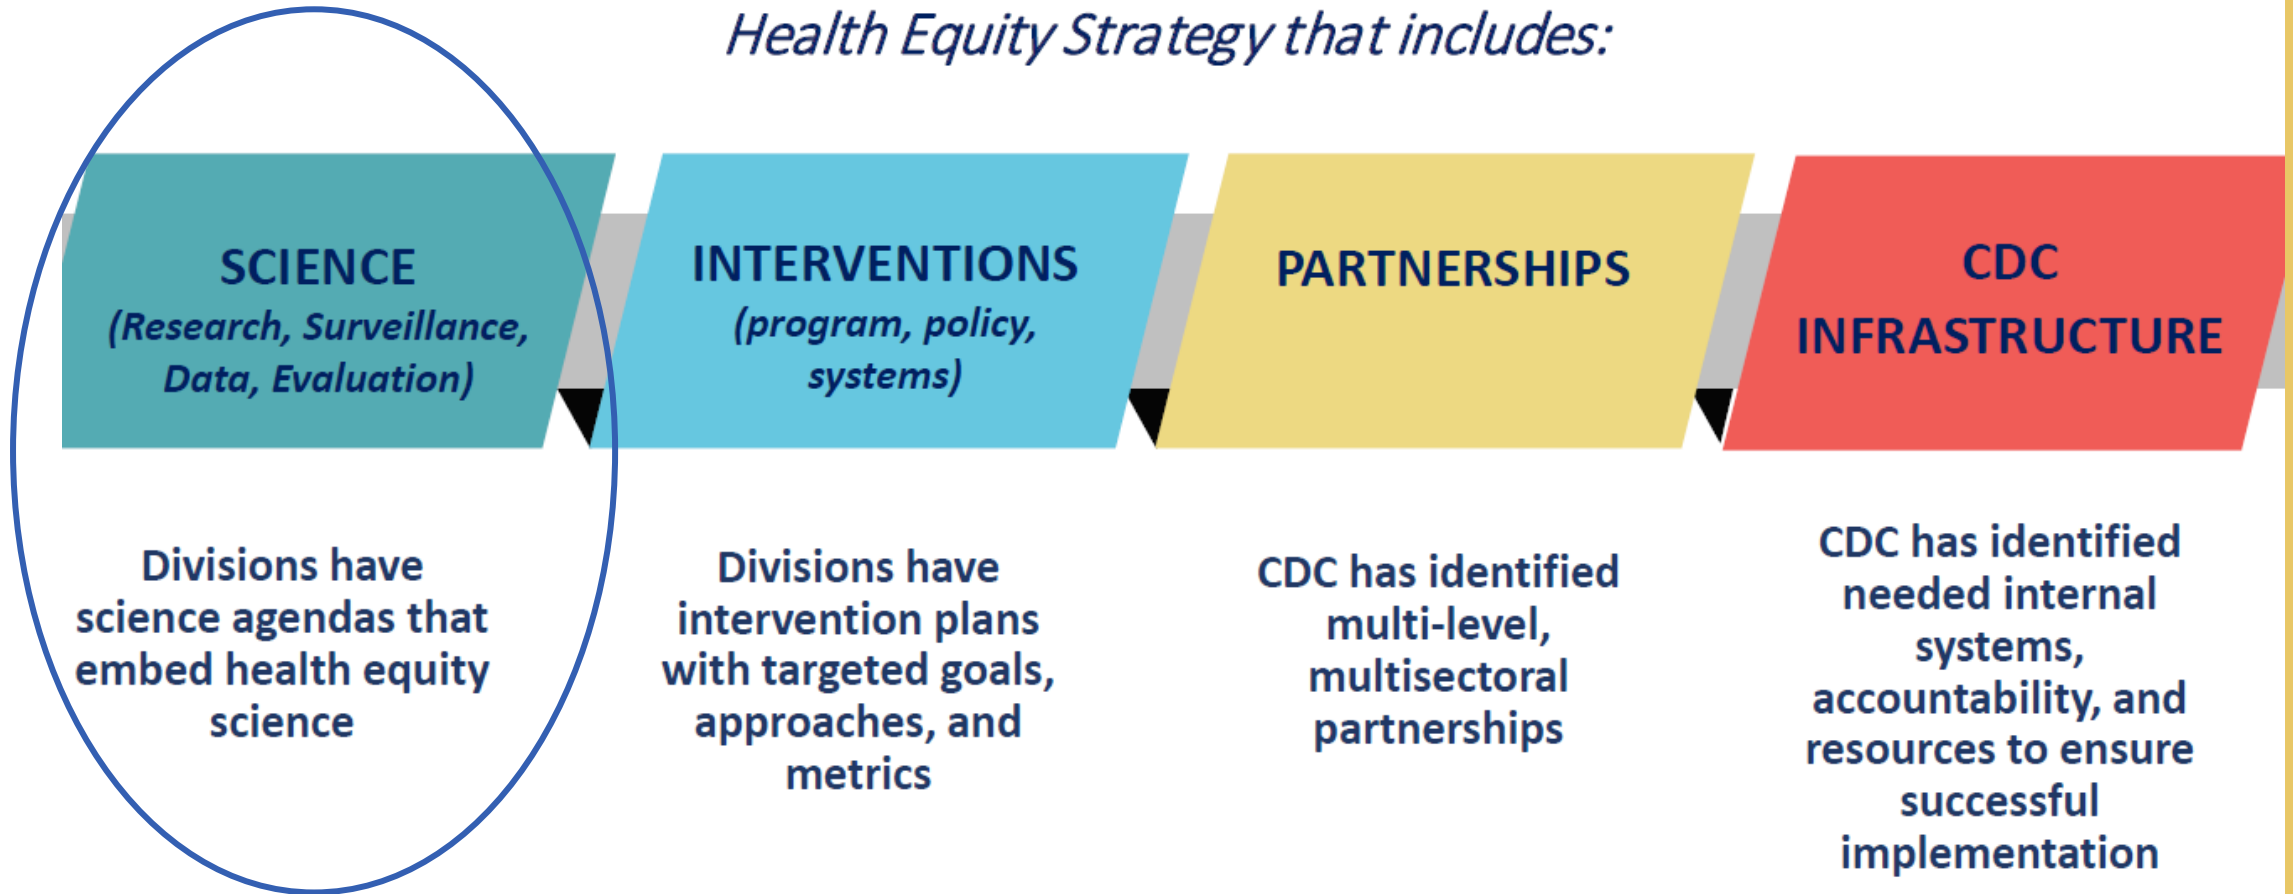 Health Equity Strategy that includes:
SCIENCE
(Research, Surveillance,
Data, Evaluation)
Divisions have
science agendas that
embed health equity
science
INTERVENTIONS
(program, policy,
systems)
Divisions have
intervention plans
with targeted goals,
approaches, and
metrics
PARTNERSHIPS
CDC has identified
multi-level,
multisectoral
partnerships
CDC
INFRASTRUCTURE
CDC has identified
needed internal
systems,
accountability, and
resources to ensure
successful
implementation